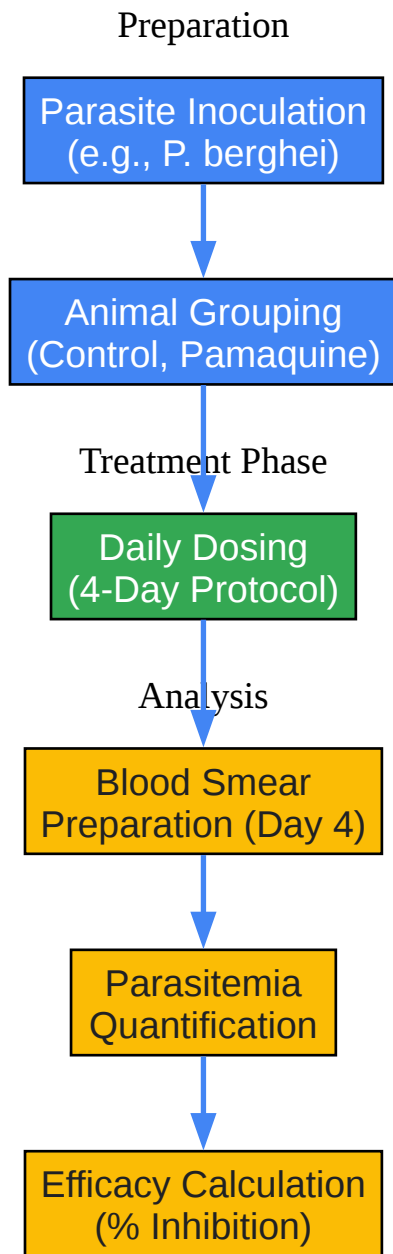 Preparation
Parasite Inoculation
(e.g., P. berghei)
Animal Grouping
(Control, Pamaquine)
Treatment Phase
Daily Dosing
(4-Day Protocol)
Analysis
Blood Smear
Preparation (Day 4)
Parasitemia
Quantification
Efficacy Calculation
(% Inhibition)